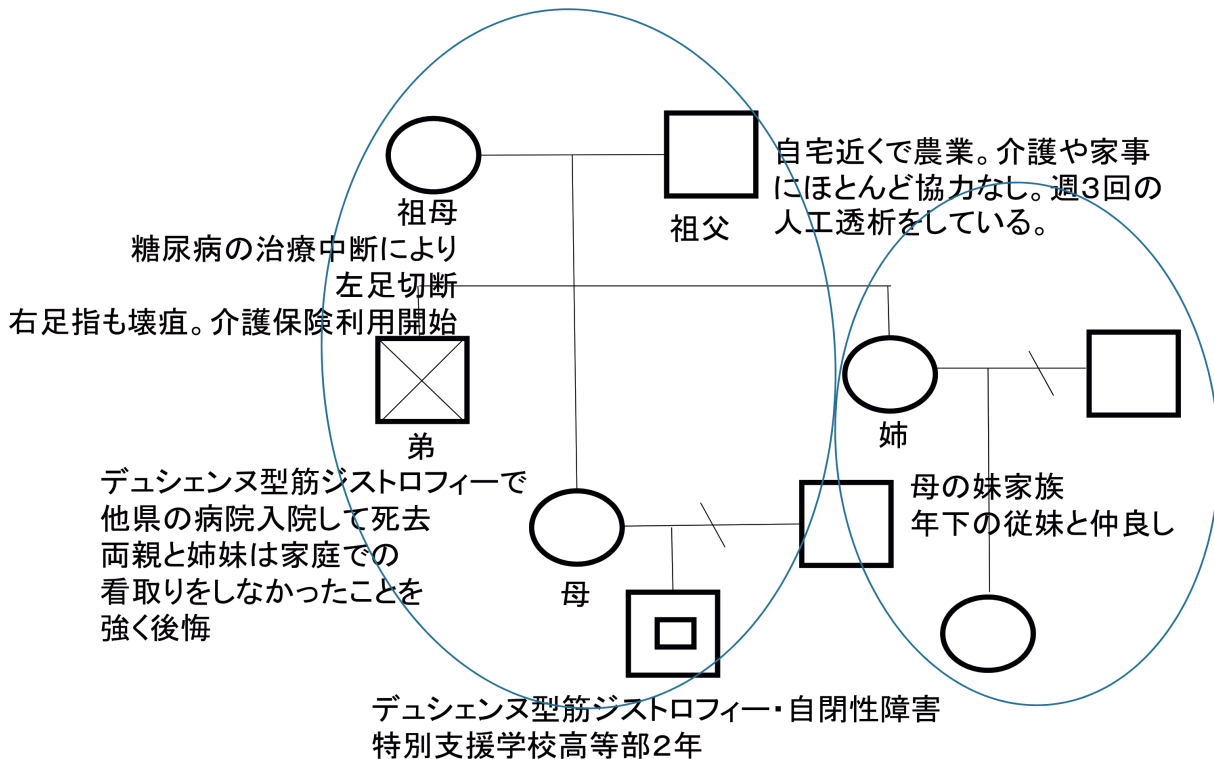 祖母
糖尿病の治療中断により
左足切断
右足指も壊疽。介護保険利用開始
祖父
自宅近くで農業。介護や家事
にほとんど協力なし。週３回の
人工透析をしている。
弟
デュシェンヌ型筋ジストロフィーで
他県の病院入院して死去
両親と姉妹は家庭での
看取りをしなかったことを
強く後悔
姉
母の妹家族
年下の従妹と仲良し
母
デュシェンヌ型筋ジストロフィー・自閉性障害
特別支援学校高等部２年